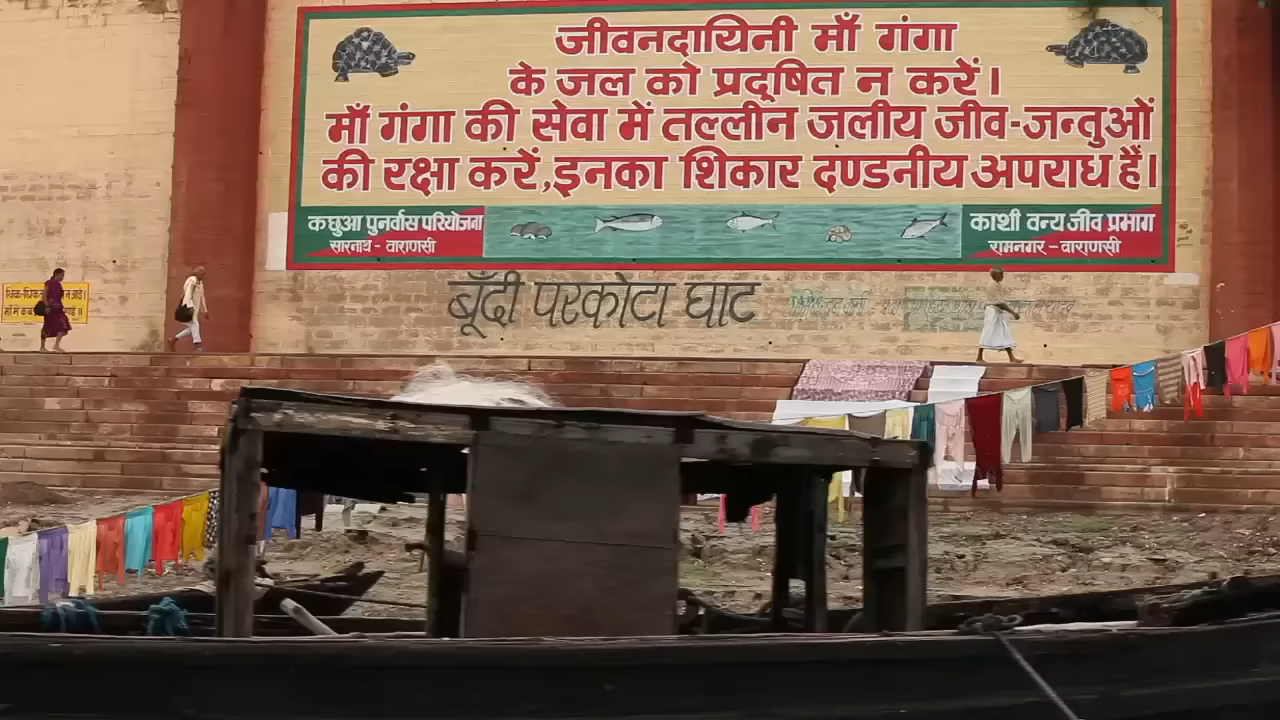 जीवनदायिनी माँ गंगा
के जल को प्रदूषित न करें।
माँ गंगा की सेवा में तल्लीन जलीय जीव-जन्तुओं
की रक्षा करें,इनका शिकार दण्डनीय अपराध हैं।
कछुआ पुनर्वास परियोजना
सारनाथ - वाराणसी
काशी वन्य जीव प्रभाग
रामनगर - वाराणसी
बूँदी परकोटा घाट